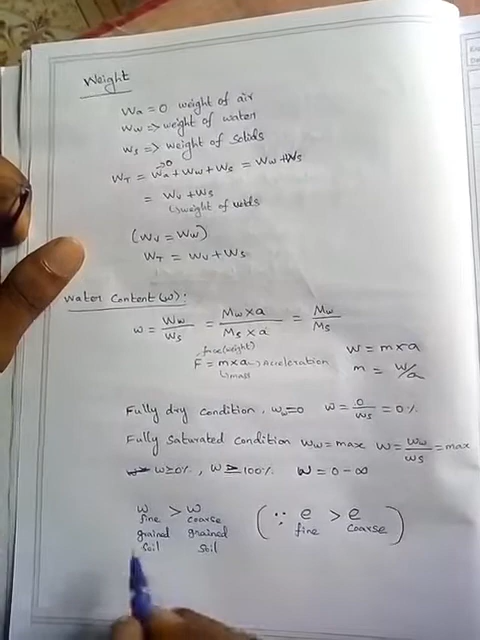 Weight
Wa = 0 weight of air
Ww => weight of water
Ws => weight of solids
WT = Wa→0 + Ww + Ws = Ww + Ws
= Wv + Ws
↳ weight of voids
(Wv = Ww)
WT = Wv + Ws
Water Content (w) :
w = Ww/Ws = Mw × a/Ms × a = Mw/Ms
force (weight)
F = m × a → Acceleration
↳ mass
W = m × a
m = W/a
Fully dry condition, ww = 0 w = 0/Ws = 0%
Fully saturated condition Ww = max w = Ww/Ws = max
w ≥ 0%, w ≥ 100% w = 0 - ∞
w > w (∵ e > e)
fine coarse fine coarse
grained grained
soil soil